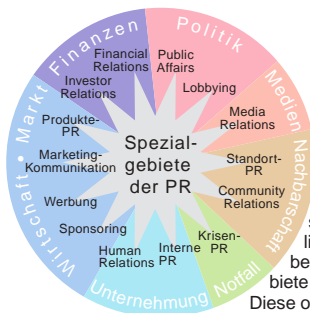 Finanzen
Politik
Medien
Nachbarschaft
Notfall
Unternehmung
Wirtschaft • Markt
Financial
Relations
Investor
Relations
Public
Affairs
Lobbying
Media
Relations
Standort-
PR
Community
Relations
Krisen-
PR
Interne
PR
Human
Relations
Sponsoring
Werbung
Marketing-
Kommunikation
Produkte-
PR
Spezial-
gebiete
der PR
s
li
be
biete
Diese o